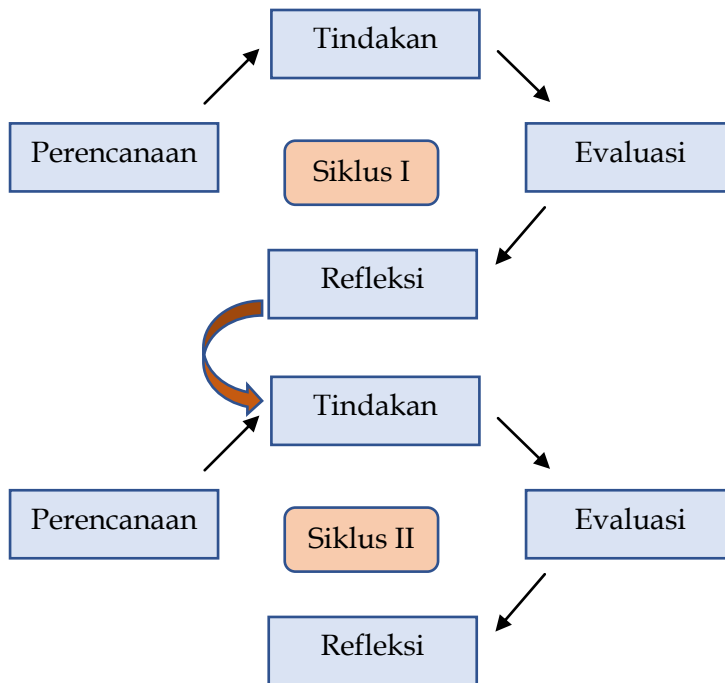 Tindakan
Perencanaan
Evaluasi
Siklus I
Refleksi
Tindakan
Perencanaan
Evaluasi
Siklus II
Refleksi